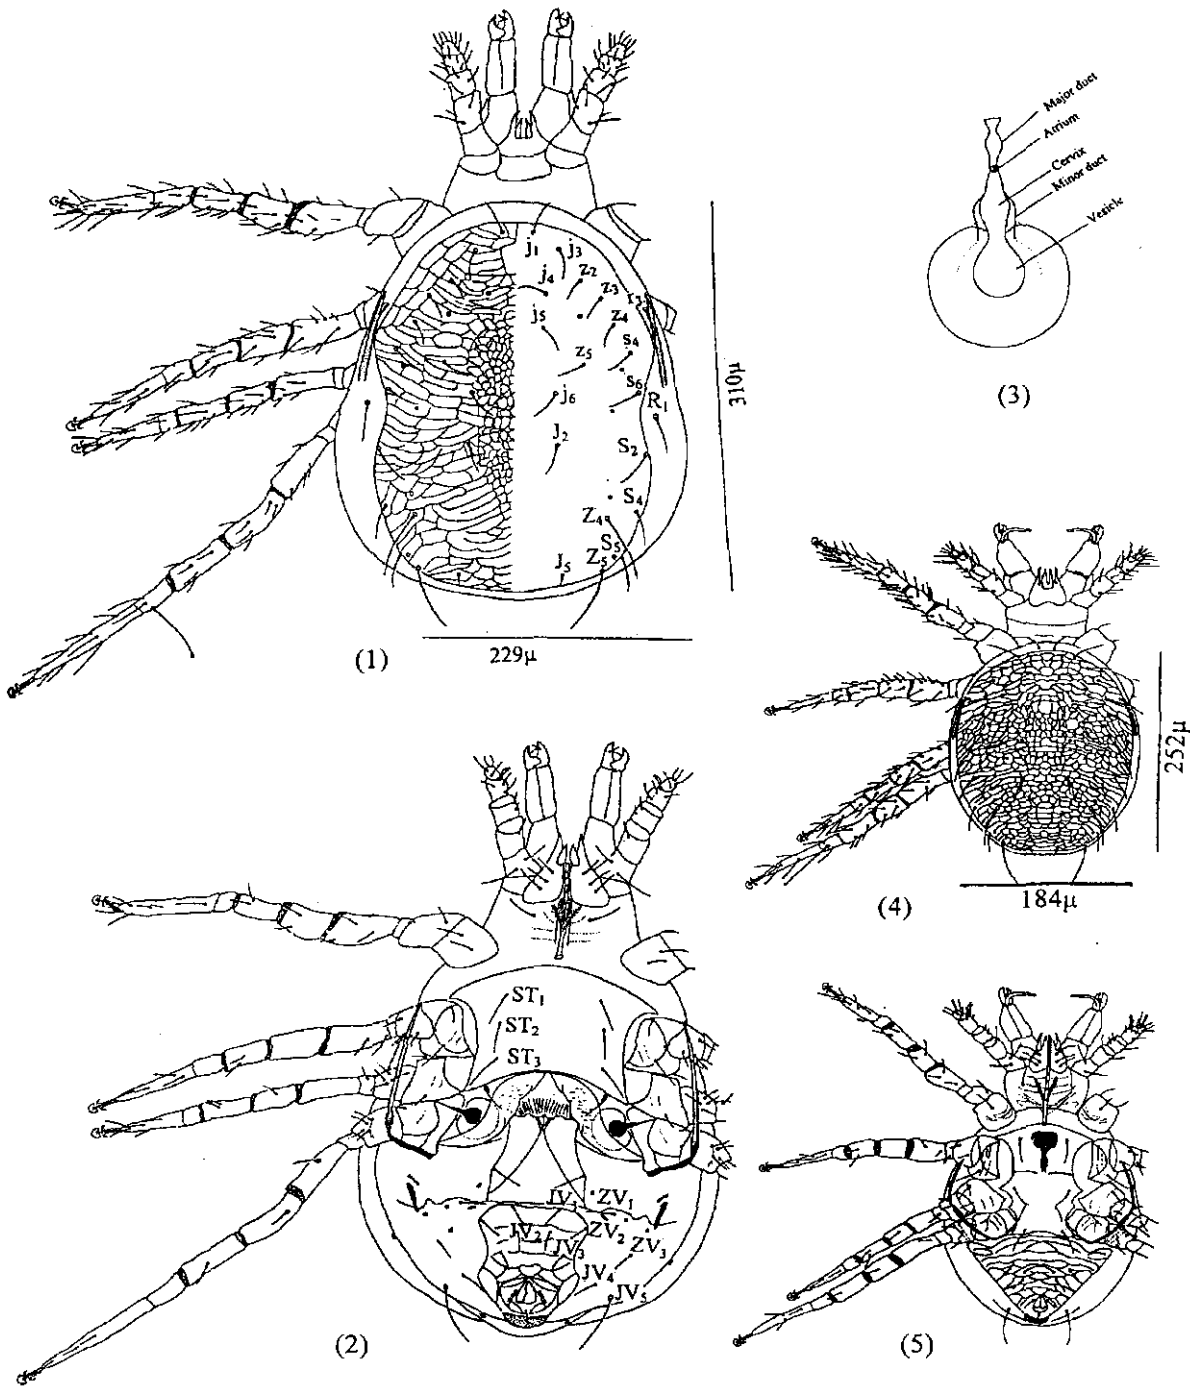 j₁
j₃
j₄
z₂
z₃
r₃
j₅
z₄
s₄
z₅
s₆
j₆
R₁
J₂
S₂
S₄
Z₄
S₅
J₅
Z₅
310μ
229μ
(1)
Major duct
Atrium
Cervix
Minor duct
Vesicle
(3)
252μ
184μ
(4)
ST₁
ST₂
ST₃
JV₁
ZV₁
JV₂
ZV₂
ZV₃
JV₃
JV₄
JV₅
(2)
(5)